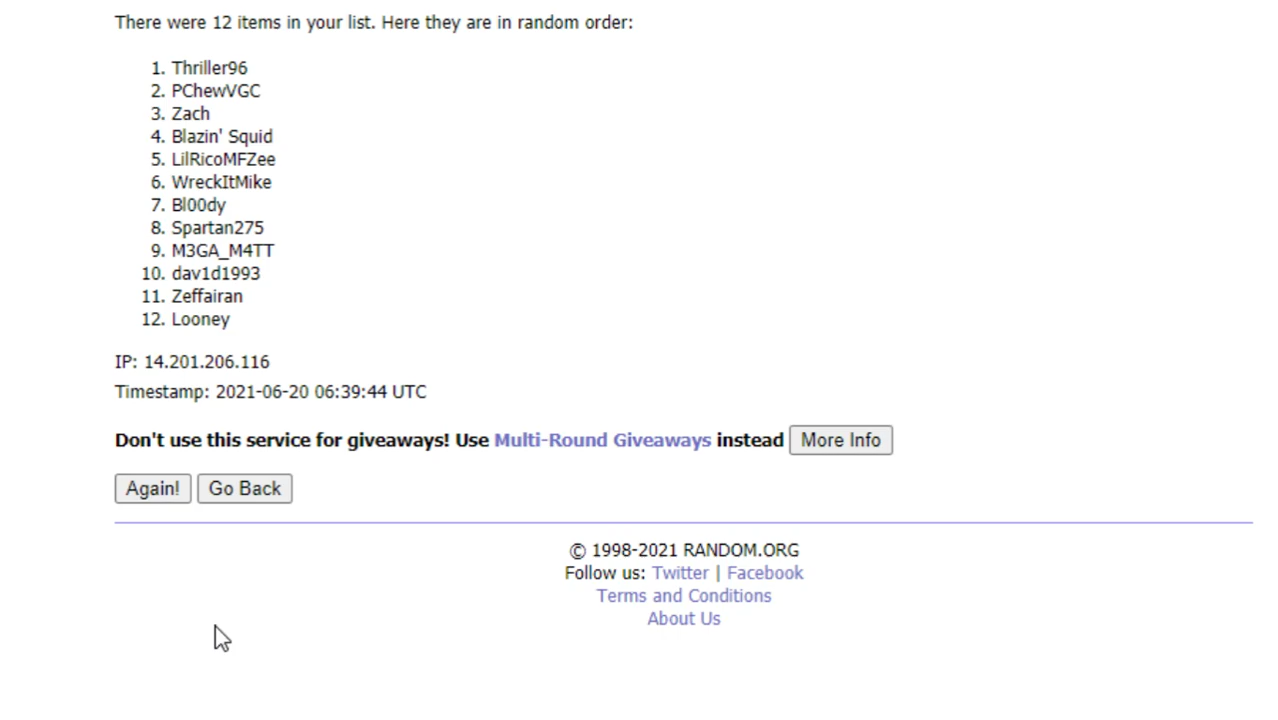 There were 12 items in your list. Here they are in random order:
1. Thriller96
2. PChewVGC
3. Zach
4. Blazin' Squid
5. LilRicoMFZee
6. WreckItMike
7. Bl00dy
8. Spartan275
9. M3GA_M4TT
10. dav1d1993
11. Zeffairan
12. Looney
IP: 14.201.206.116
Timestamp: 2021-06-20 06:39:44 UTC
Don't use this service for giveaways! Use Multi-Round Giveaways instead More Info
Again! Go Back
© 1998-2021 RANDOM.ORG
Follow us: Twitter | Facebook
Terms and Conditions
About Us